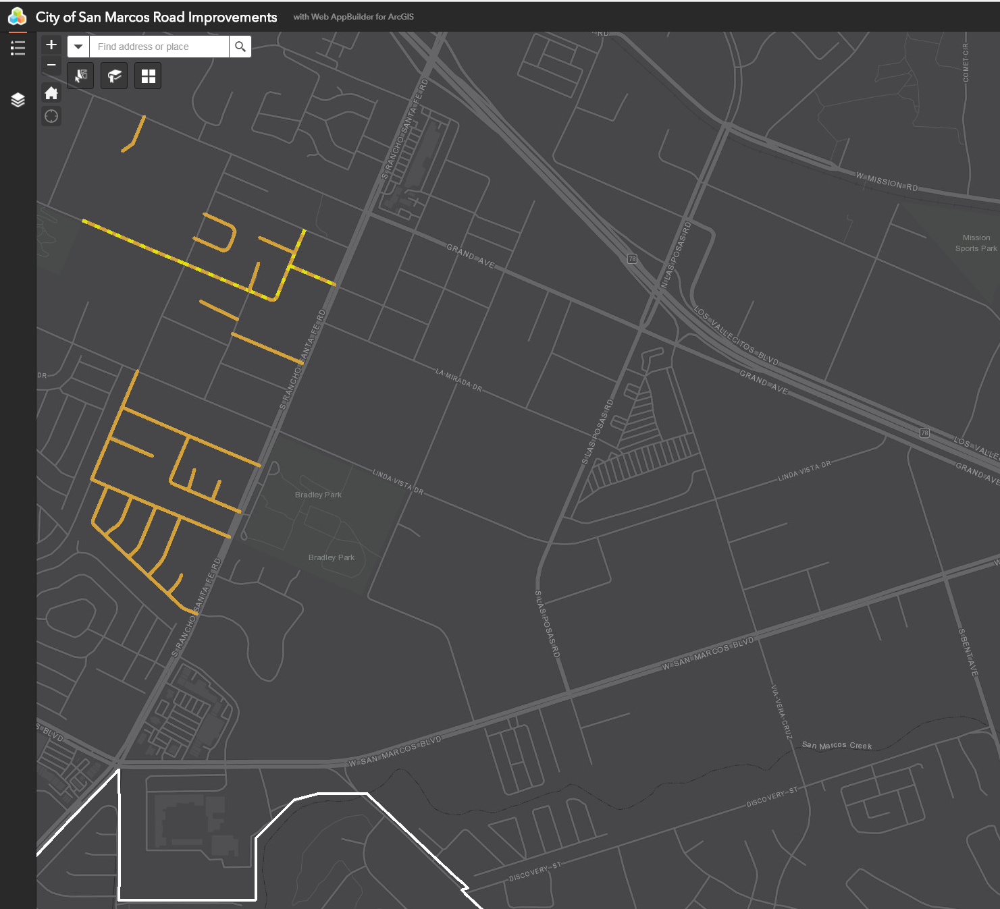 City of San Marcos Road Improvements
with Web AppBuilder for ArcGIS
Find address or place
RD
COMET CIR
S RANCHO SANTA FE RD
S RANCHO SANTA FE RD
W MISSION RD
Mission
Sports Park
N LAS POSAS RD
GRAND AVE
78
LOS VALLECITOS BLVD
S RANCHO SANTA FE RD
LA MIRADA DR
GRAND AVE
DR
S LAS POSAS RD
78
LOS VALLE
GRAND AVE
LINDA VISTA DR
LINDA VISTA DR
Bradley Park
Bradley Park
S RANCHO SANTA FE RD
S LAS POSAS RD
W
W SAN MARCOS BLVD
S BENT AVE
VIA VERA CRUZ
S BLVD
W SAN MARCOS BLVD
San Marcos Creek
DISCOVERY ST
DISCOVERY ST